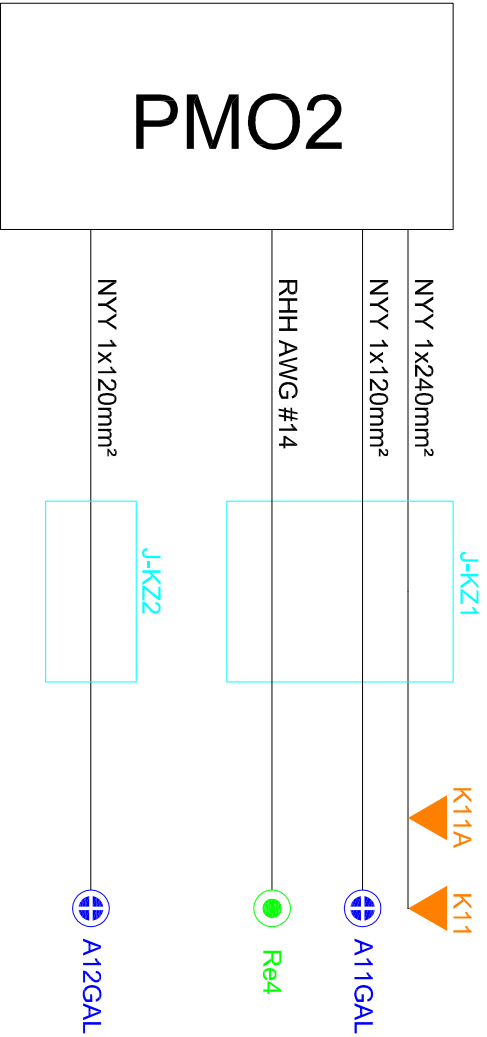 PMO2
NYY 1x240mm²
NYY 1x120mm²
RHH AWG #14
NYY 1x120mm²
J-KZ1
J-KZ2
K11A
K11
A11GAL
Re4
A12GAL